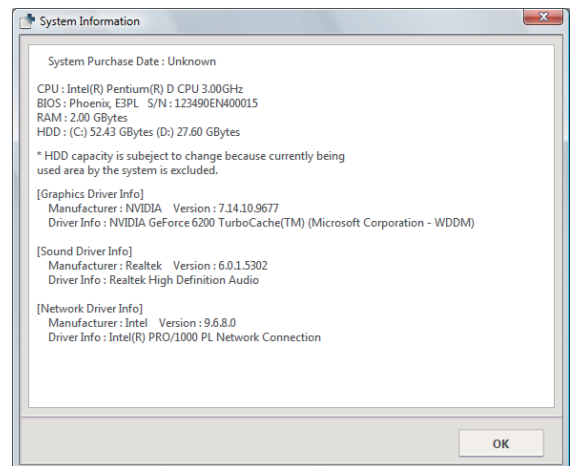 System Information
System Purchase Date : Unknown
CPU : Intel(R) Pentium(R) D CPU 3.00GHz
BIOS : Phoenix, E3PL S/N : 123490EN400015
RAM : 2.00 GBytes
HDD : (C:) 52.43 GBytes (D:) 27.60 GBytes
* HDD capacity is subeject to change because currently being
used area by the system is excluded.
[Graphics Driver Info]
Manufacturer : NVIDIA Version : 7.14.10.9677
Driver Info : NVIDIA GeForce 6200 TurboCache(TM) (Microsoft Corporation - WDDM)
[Sound Driver Info]
Manufacturer : Realtek Version : 6.0.1.5302
Driver Info : Realtek High Definition Audio
[Network Driver Info]
Manufacturer : Intel Version : 9.6.8.0
Driver Info : Intel(R) PRO/1000 PL Network Connection
OK